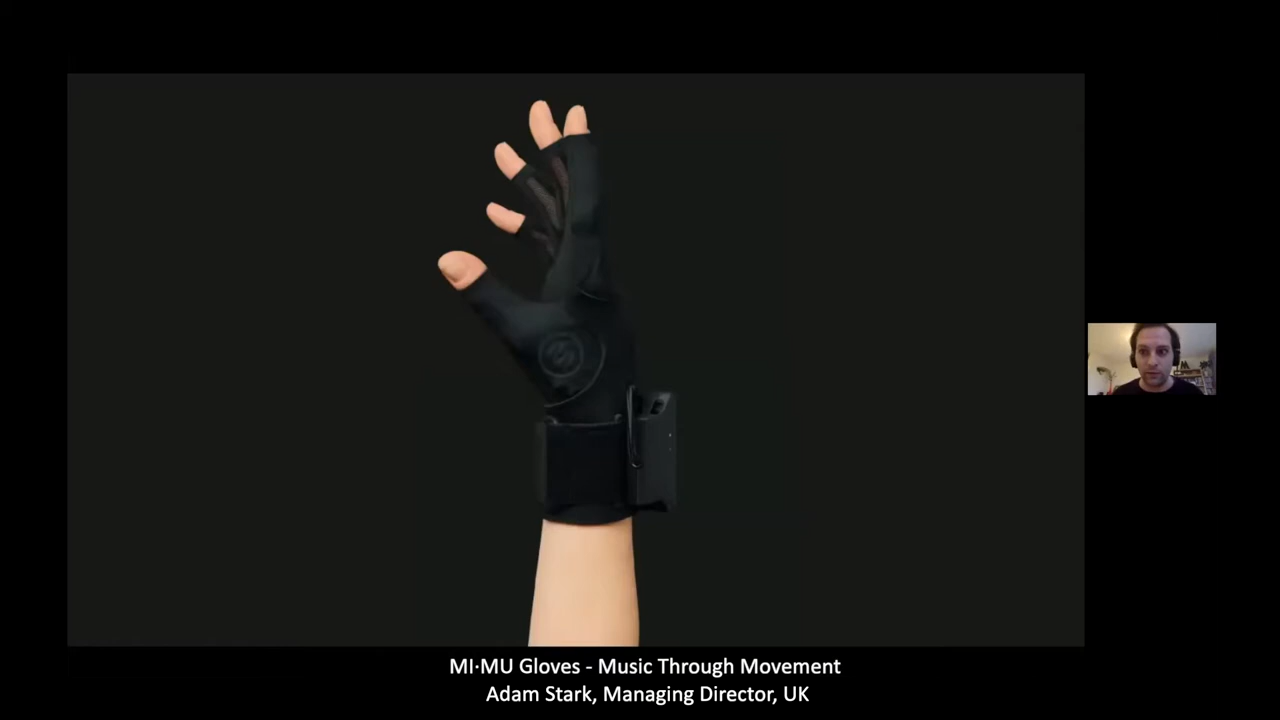 MI·MU Gloves - Music Through Movement
Adam Stark, Managing Director, UK